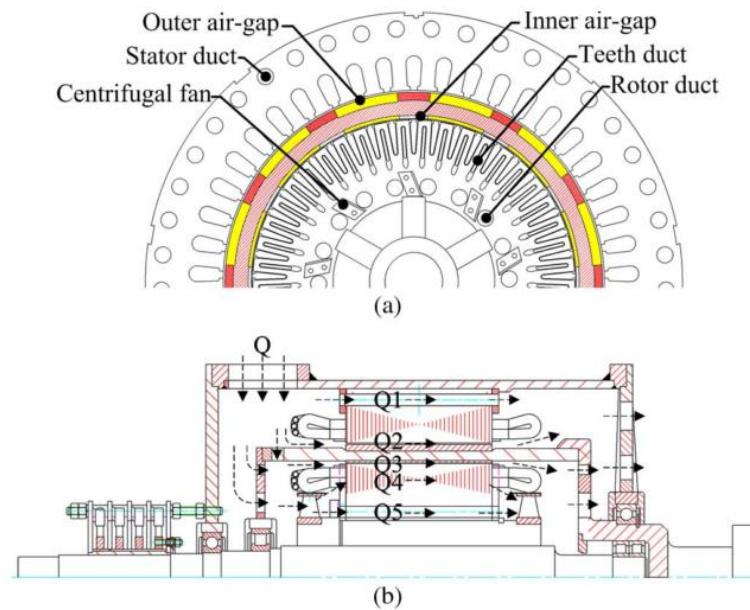 Outer air-gap
Inner air-gap
Stator duct
Teeth duct
Centrifugal fan
Rotor duct
(a)
Q
Q1
Q2
Q3
Q4
Q5
(b)